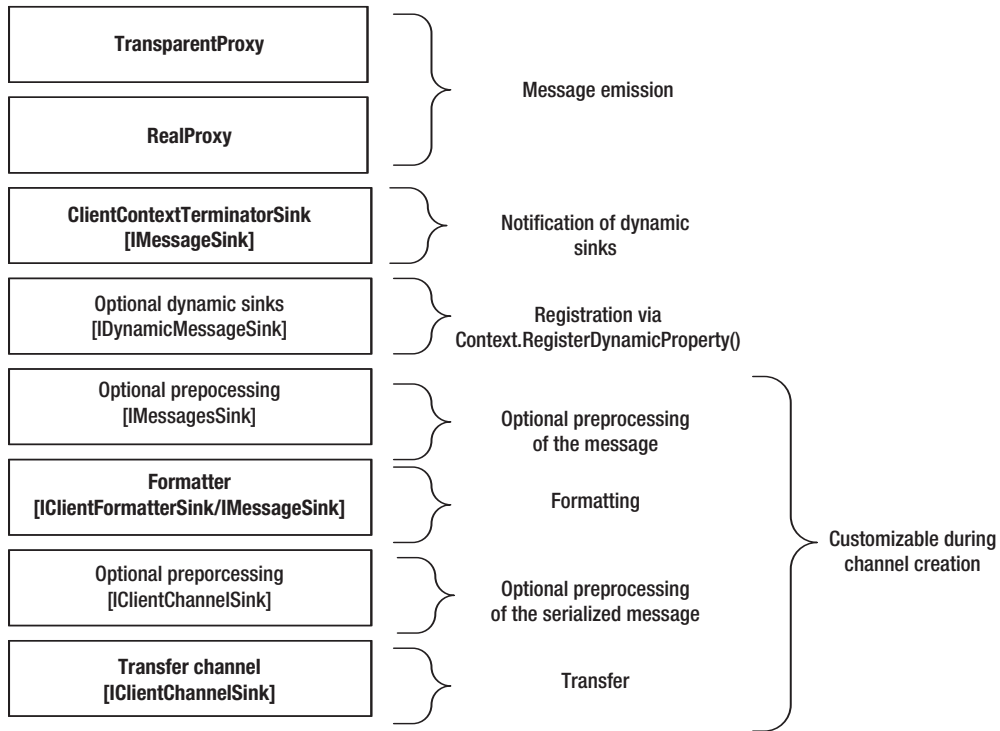 TransparentProxy
Message emission
RealProxy
ClientContextTerminatorSink
[IMessageSink]
Notification of dynamic
sinks
Optional dynamic sinks
[IDynamicMessageSink]
Registration via
Context.RegisterDynamicProperty()
Optional prepocessing
[IMessagesSink]
Optional preprocessing
of the message
Formatter
[IClientFormatterSink/IMessageSink]
Formatting
Customizable during
channel creation
Optional preporcessing
[IClientChannelSink]
Optional preprocessing
of the serialized message
Transfer channel
[IClientChannelSink]
Transfer